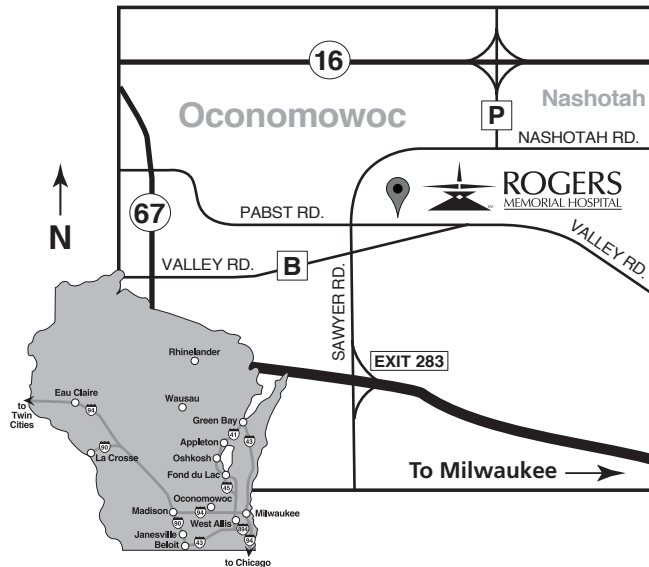 16
Oconomowoc
Nashotah
P
NASHOTAH RD.
ROGERS
MEMORIAL HOSPITAL
67
N
PABST RD.
VALLEY RD.
VALLEY RD.
B
SAWYER RD.
EXIT 283
Rhinelander
Eau Claire
to
Twin
Cities
94
Wausau
Green Bay
41
43
Appleton
90
La Crosse
Oshkosh
Fond du Lac
45
To Milwaukee
Oconomowoc
Madison
94
Milwaukee
90
West Allis
894
Janesville
94
Beloit
43
to Chicago